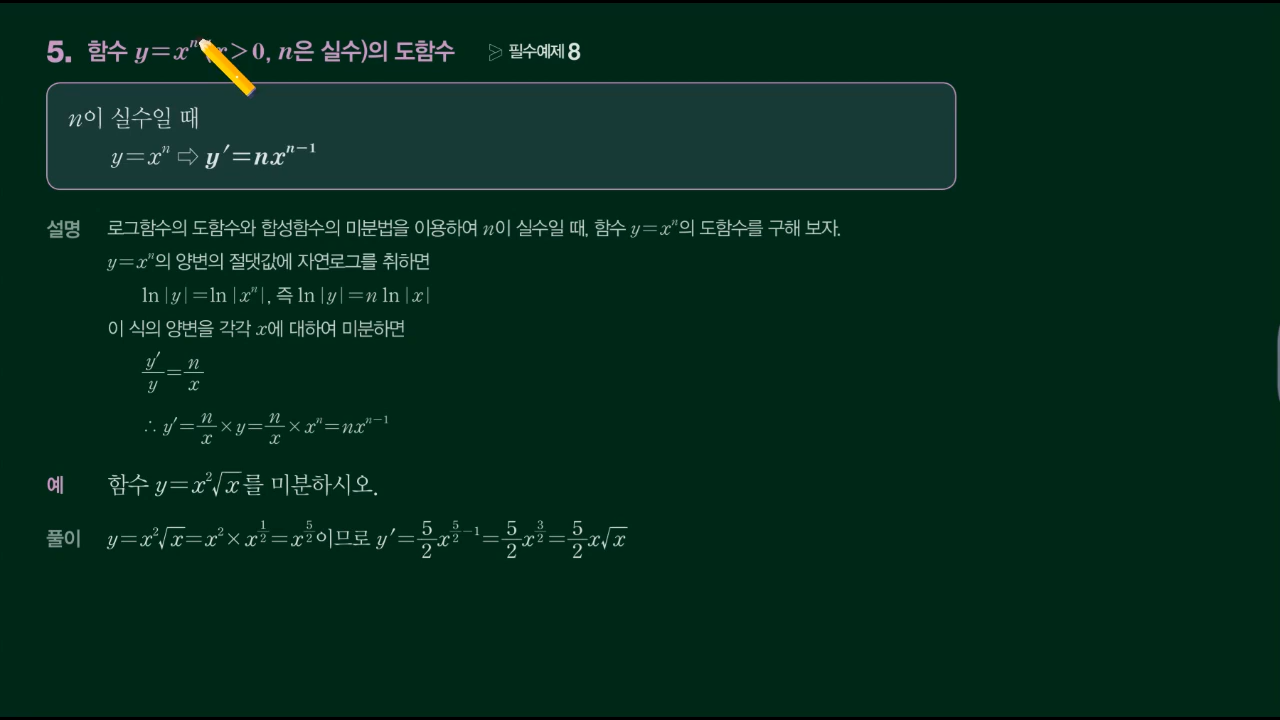 5. 함수 y=xⁿ(x>0, n은 실수)의 도함수 ▷ 필수예제 8
n이 실수일 때
y=xⁿ ⇨ y′=nxⁿ⁻¹
설명 로그함수의 도함수와 합성함수의 미분법을 이용하여 n이 실수일 때, 함수 y=xⁿ의 도함수를 구해 보자.
y=xⁿ의 양변의 절댓값에 자연로그를 취하면
ln|y|=ln|xⁿ|, 즉 ln|y|=n ln|x|
이 식의 양변을 각각 x에 대하여 미분하면
y′/y=n/x
∴ y′=n/x×y=n/x×xⁿ=nxⁿ⁻¹
예 함수 y=x²√x를 미분하시오.
풀이 y=x²√x=x²×x^(1/2)=x^(5/2)이므로 y′=5/2x^(5/2-1)=5/2x^(3/2)=5/2x√x